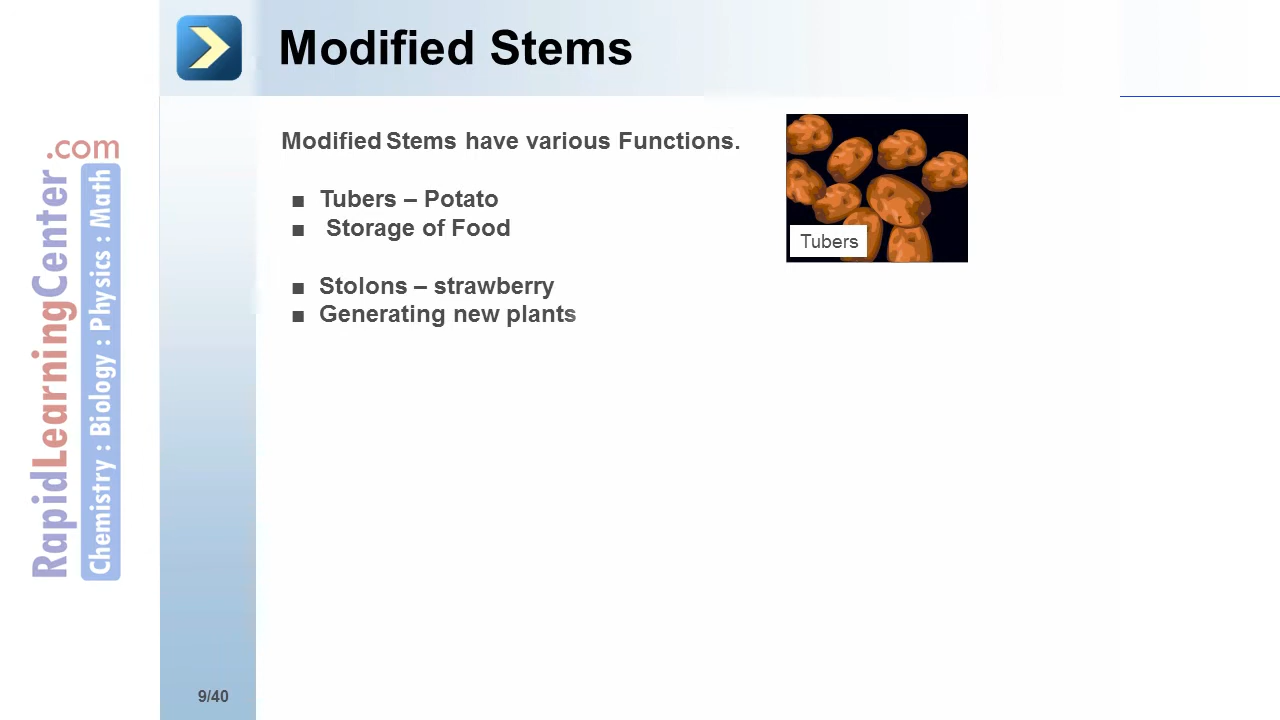 Modified Stems
Modified Stems have various Functions.
■ Tubers – Potato
■ Storage of Food
■ Stolons – strawberry
■ Generating new plants
Tubers
RapidLearningCenter.com
Chemistry : Biology : Physics : Math
9/40